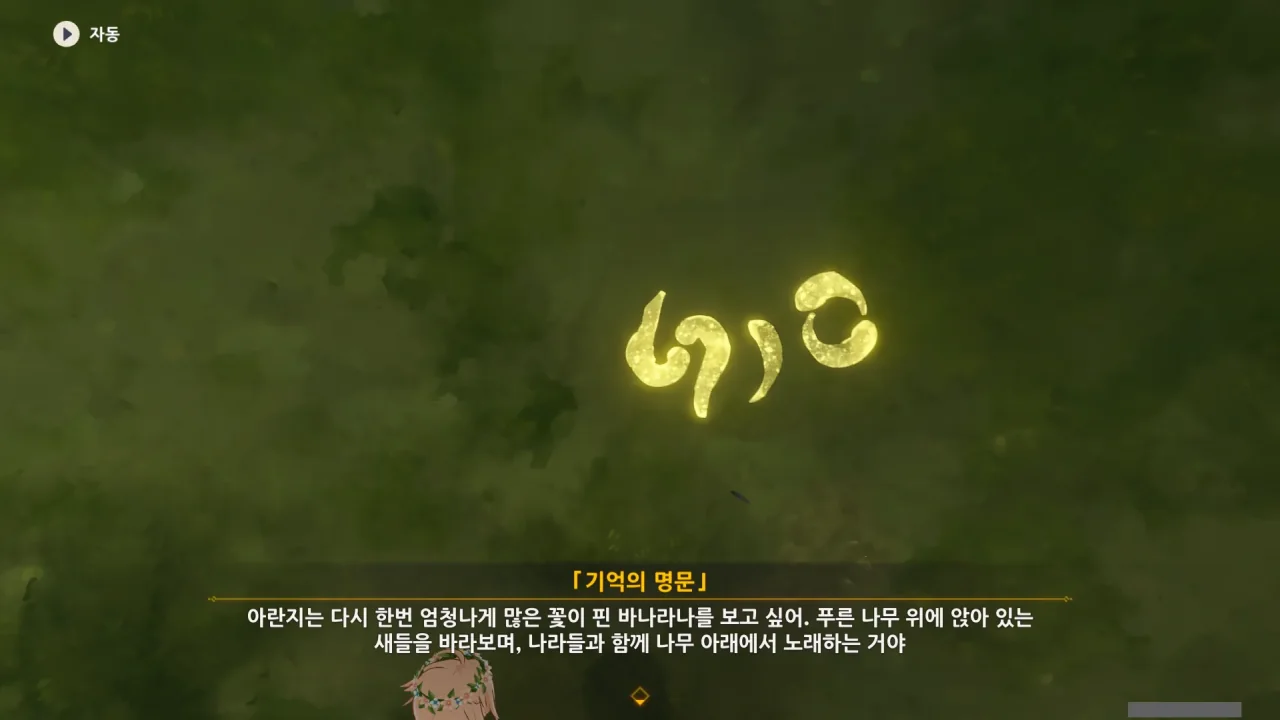 자동
「기억의 명문」
아란지는 다시 한번 엄청나게 많은 꽃이 핀 바나라나를 보고 싶어. 푸른 나무 위에 앉아 있는
새들을 바라보며, 나라들과 함께 나무 아래에서 노래하는 거야